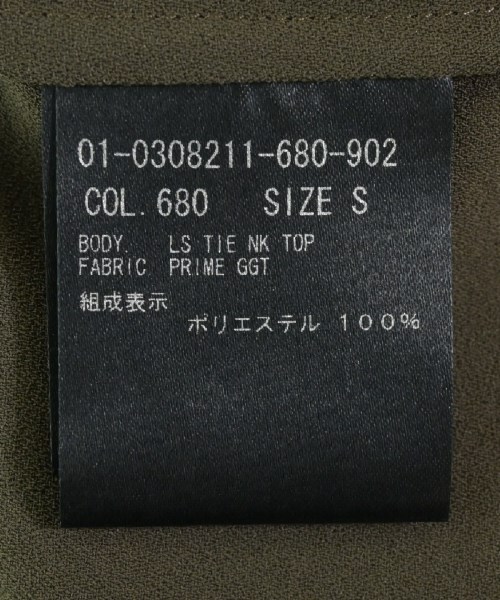 01-0308211-680-902
COL. 680 SIZE S
BODY. LS TIE NK TOP
FABRIC PRIME GGT
組成表示
ポリエステル １００％